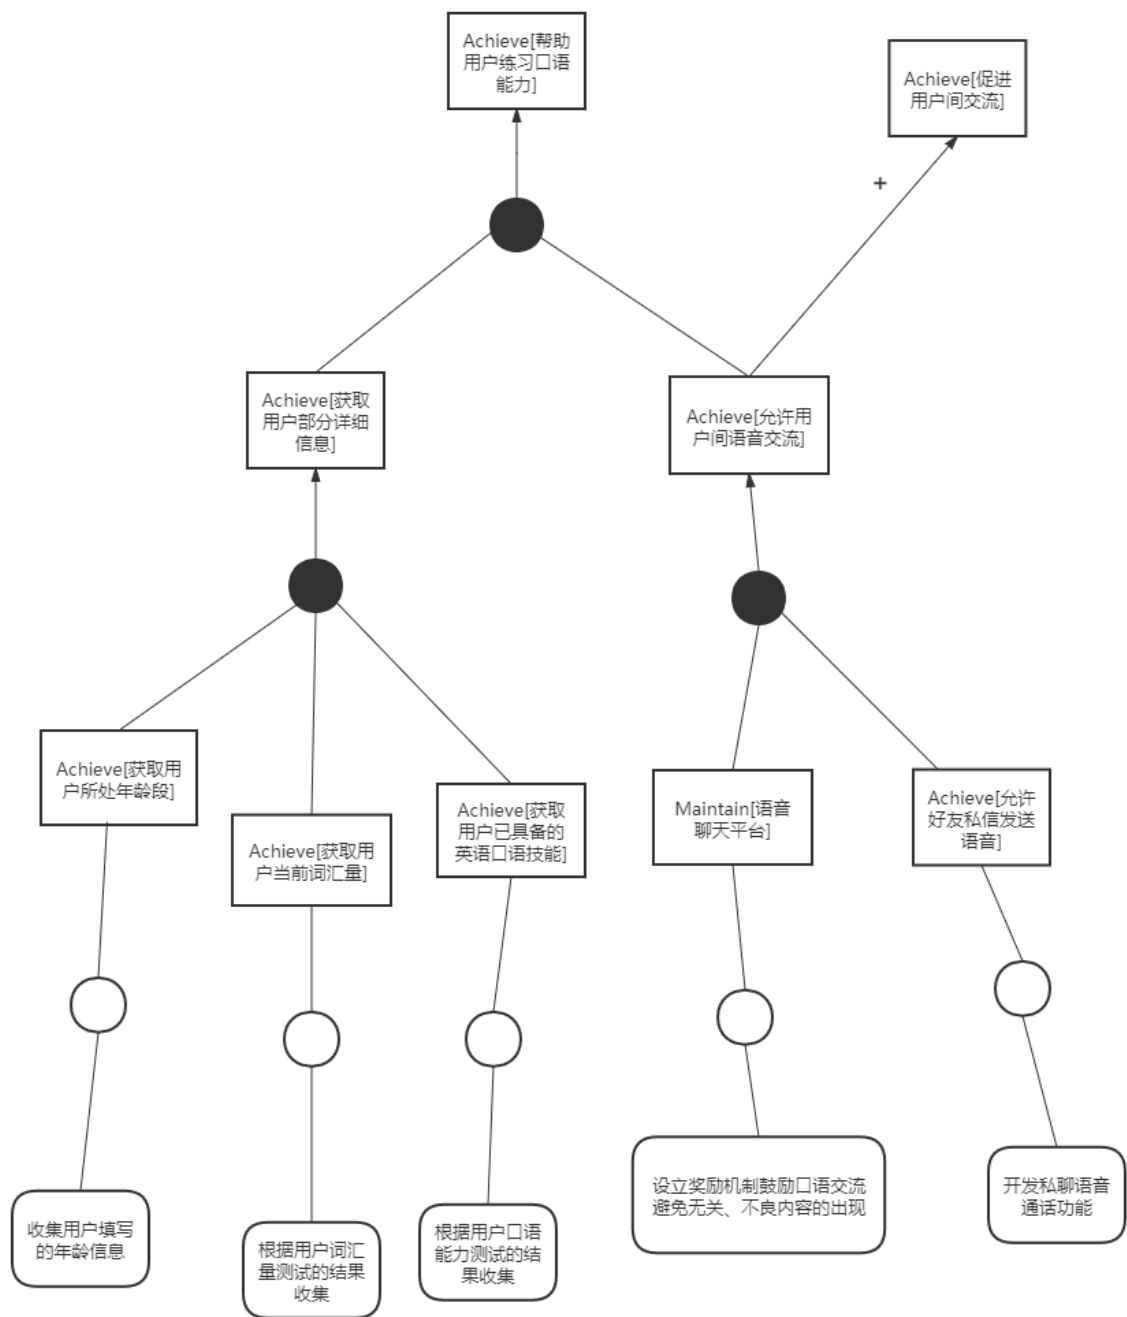 Achieve[帮助
用户练习口语
能力]
Achieve[促进
用户间交流]
+
Achieve[获取
用户部分详细
信息]
Achieve[允许用
户间语音交流]
Achieve[获取用
户所处年龄段]
Achieve[获取用
户当前词汇量]
Achieve[获取
用户已具备的
英语口语技能]
Maintain[语音
聊天平台]
Achieve[允许
好友私信发送
语音]
收集用户填写
的年龄信息
根据用户词汇
量测试的结果
收集
根据用户口语
能力测试的结
果收集
设立奖励机制鼓励口语交流
避免无关、不良内容的出现
开发私聊语音
通话功能